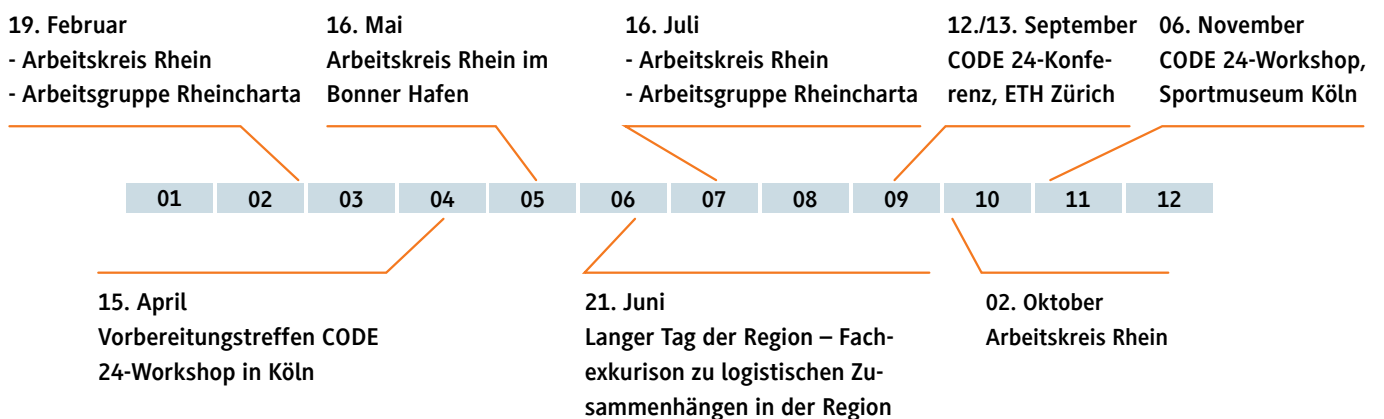 19. Februar
- Arbeitskreis Rhein
- Arbeitsgruppe Rheincharta
16. Mai
Arbeitskreis Rhein im
Bonner Hafen
16. Juli
- Arbeitskreis Rhein
- Arbeitsgruppe Rheincharta
12./13. September
CODE 24-Konfe-
renz, ETH Zürich
06. November
CODE 24-Workshop,
Sportmuseum Köln
01 02 03 04 05 06 07 08 09 10 11 12
15. April
Vorbereitungstreffen CODE
24-Workshop in Köln
21. Juni
Langer Tag der Region – Fach-
exkurison zu logistischen Zu-
sammenhängen in der Region
02. Oktober
Arbeitskreis Rhein